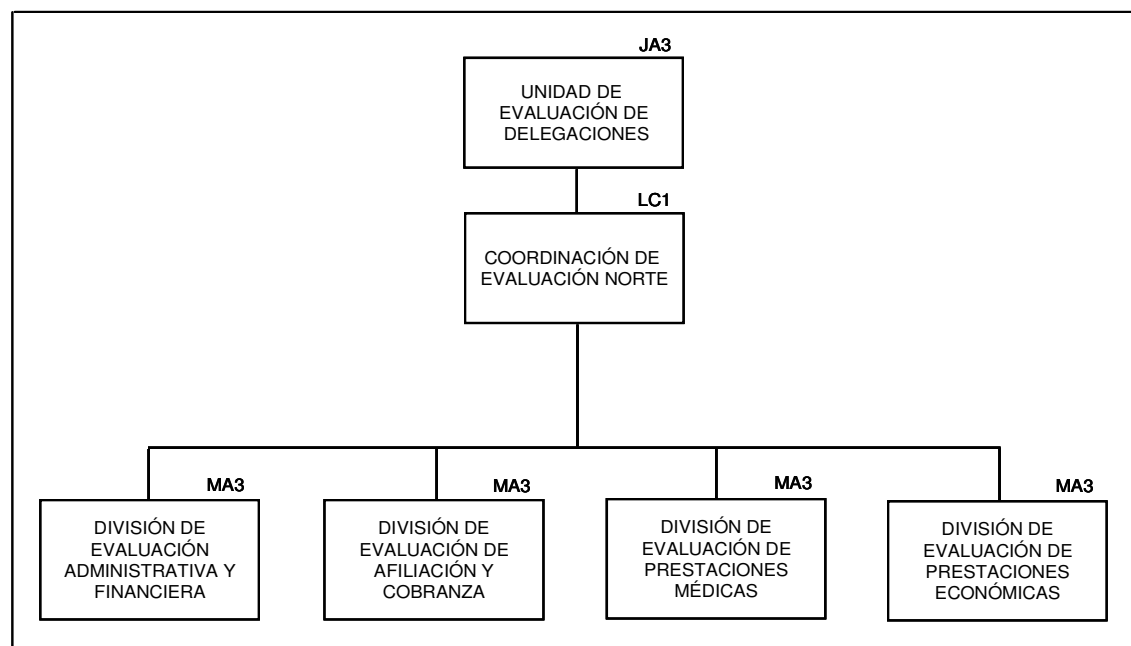 JA3
UNIDAD DE
EVALUACIÓN DE
DELEGACIONES
LC1
COORDINACIÓN DE
EVALUACIÓN NORTE
MA3
DIVISIÓN DE
EVALUACIÓN
ADMINISTRATIVA Y
FINANCIERA
MA3
DIVISIÓN DE
EVALUACIÓN DE
AFILIACIÓN Y
COBRANZA
MA3
DIVISIÓN DE
EVALUACIÓN DE
PRESTACIONES
MÉDICAS
MA3
DIVISIÓN DE
EVALUACIÓN DE
PRESTACIONES
ECONÓMICAS